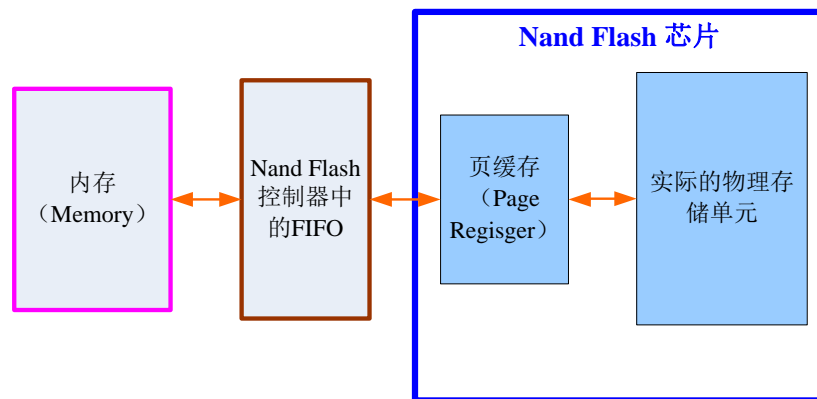 Nand Flash 芯片
内存
（Memory）
Nand Flash
控制器中
的FIFO
页缓存
（Page
Regisger）
实际的物理存
储单元